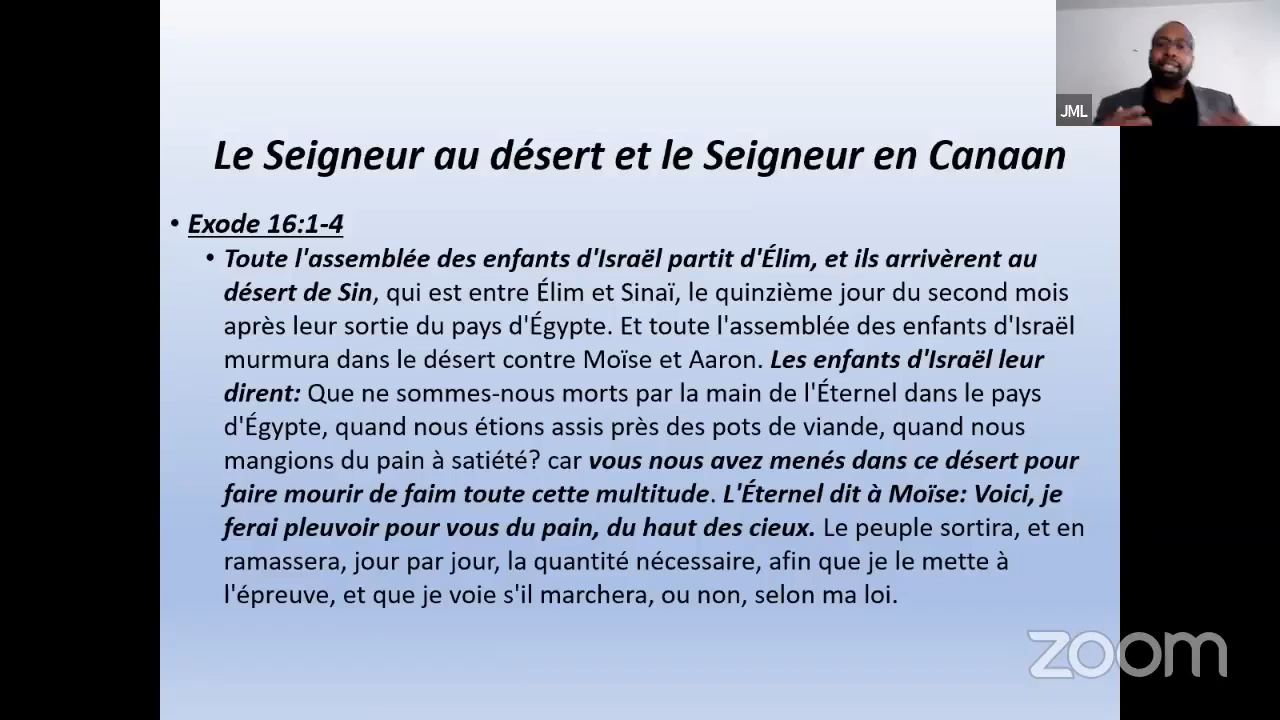 JML
Le Seigneur au désert et le Seigneur en Canaan
• Exode 16:1-4
• Toute l'assemblée des enfants d'Israël partit d'Élim, et ils arrivèrent au
désert de Sin, qui est entre Élim et Sinaï, le quinzième jour du second mois
après leur sortie du pays d'Égypte. Et toute l'assemblée des enfants d'Israël
murmura dans le désert contre Moïse et Aaron. Les enfants d'Israël leur
dirent: Que ne sommes-nous morts par la main de l'Éternel dans le pays
d'Égypte, quand nous étions assis près des pots de viande, quand nous
mangions du pain à satiété? car vous nous avez menés dans ce désert pour
faire mourir de faim toute cette multitude. L'Éternel dit à Moïse: Voici, je
ferai pleuvoir pour vous du pain, du haut des cieux. Le peuple sortira, et en
ramassera, jour par jour, la quantité nécessaire, afin que je le mette à
l'épreuve, et que je voie s'il marchera, ou non, selon ma loi.
zoom